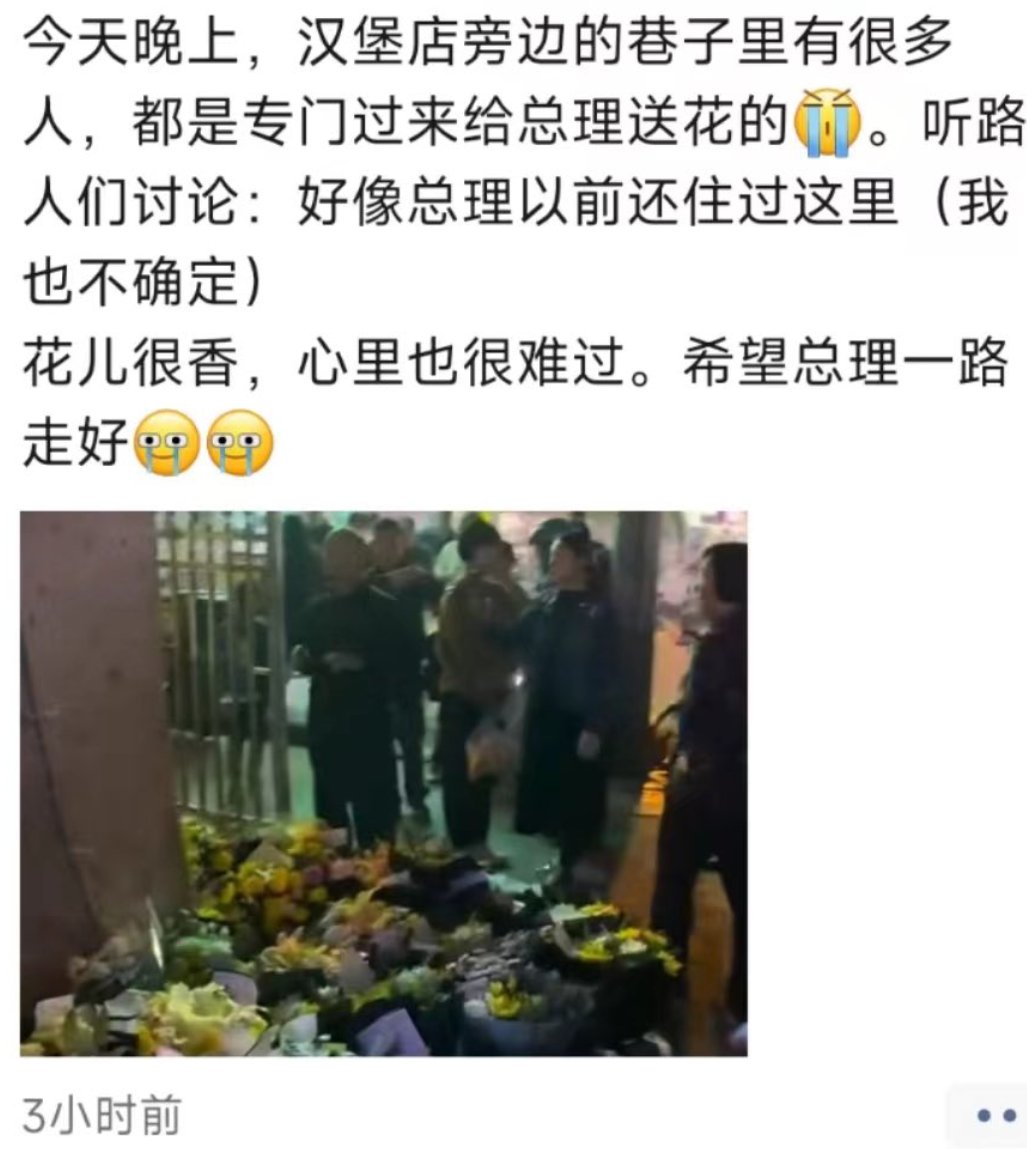 今天晚上，汉堡店旁边的巷子里有很多
人，都是专门过来给总理送花的😭。听路
人们讨论：好像总理以前还住过这里（我
也不确定）
花儿很香，心里也很难过。希望总理一路
走好🥹🥹
3小时前